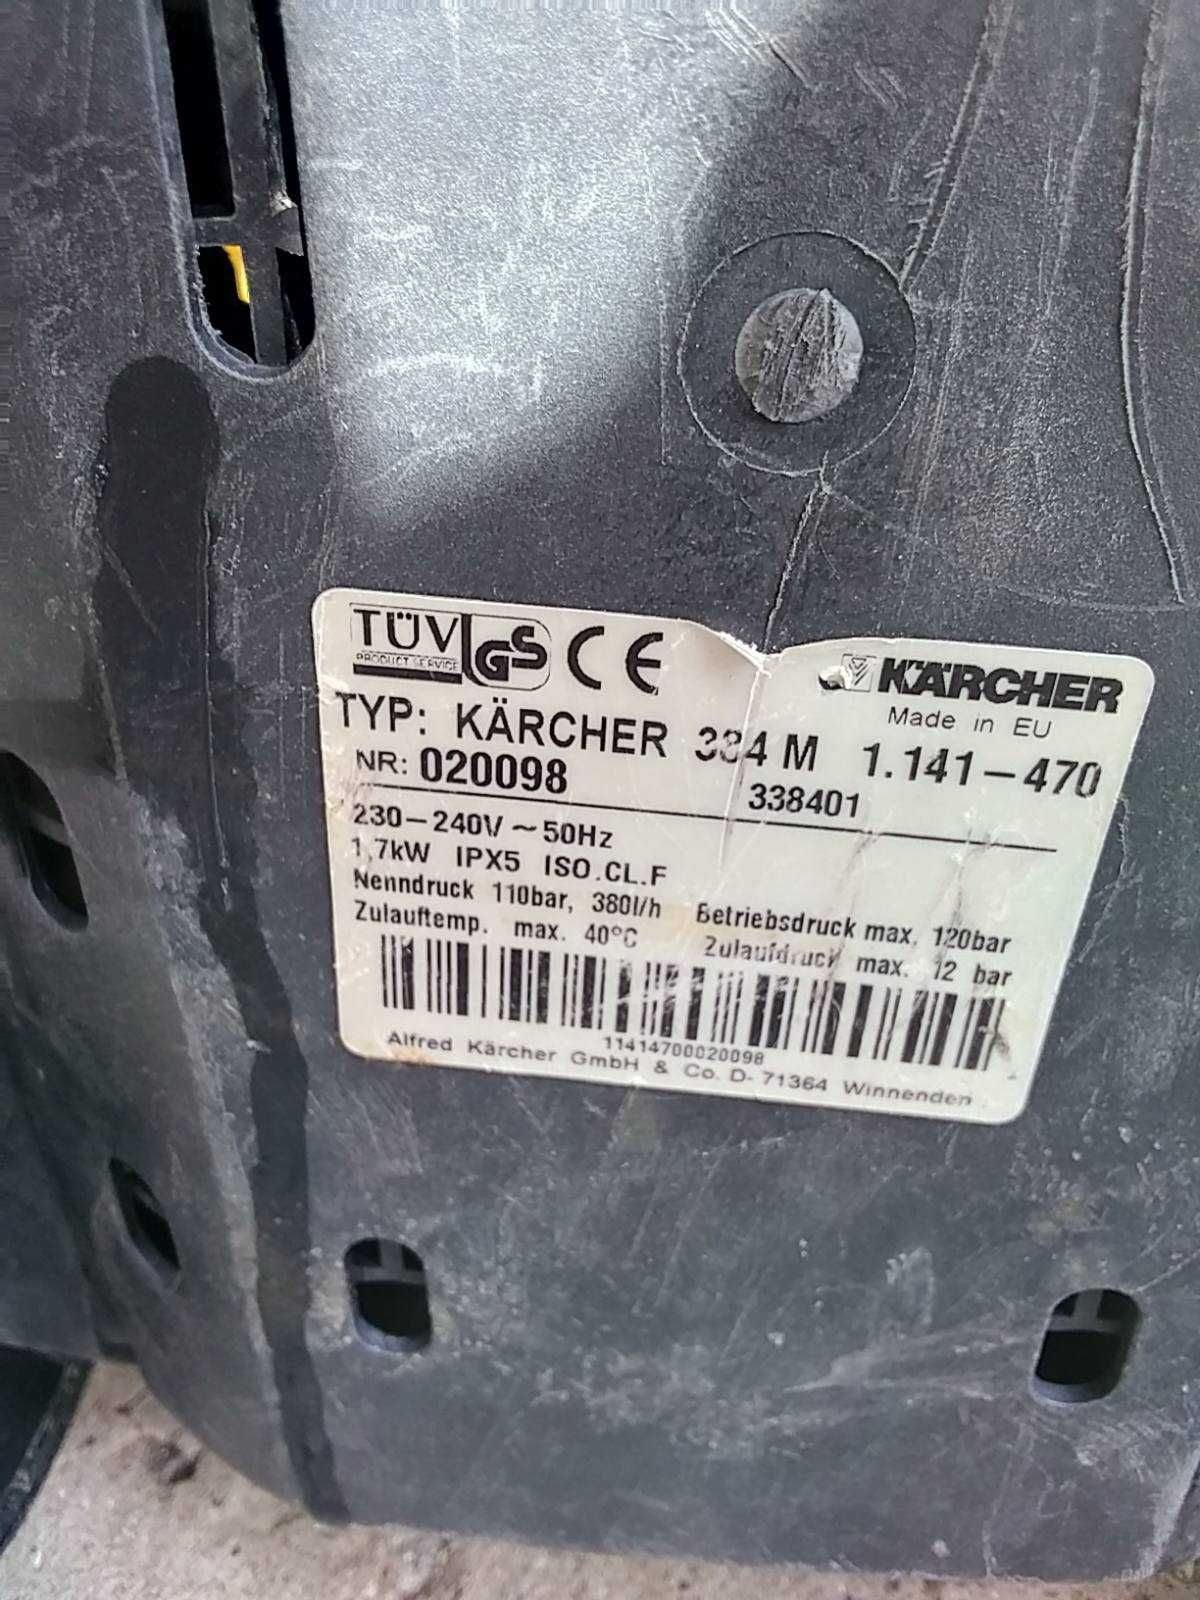 TÜV GS CE
PRODUCT SERVICE
KÄRCHER
Made in EU
TYP: KÄRCHER 384 M 1.141-470
NR: 020098 338401
230-240V ~ 50Hz
1,7kW IPX5 ISO.CL.F
Nenndruck 110bar, 380l/h Betriebsdruck max. 120bar
Zulauftemp. max. 40°C Zulaufdruck max. 12 bar
11414700020098
Alfred Kärcher GmbH & Co. D-71364 Winnenden